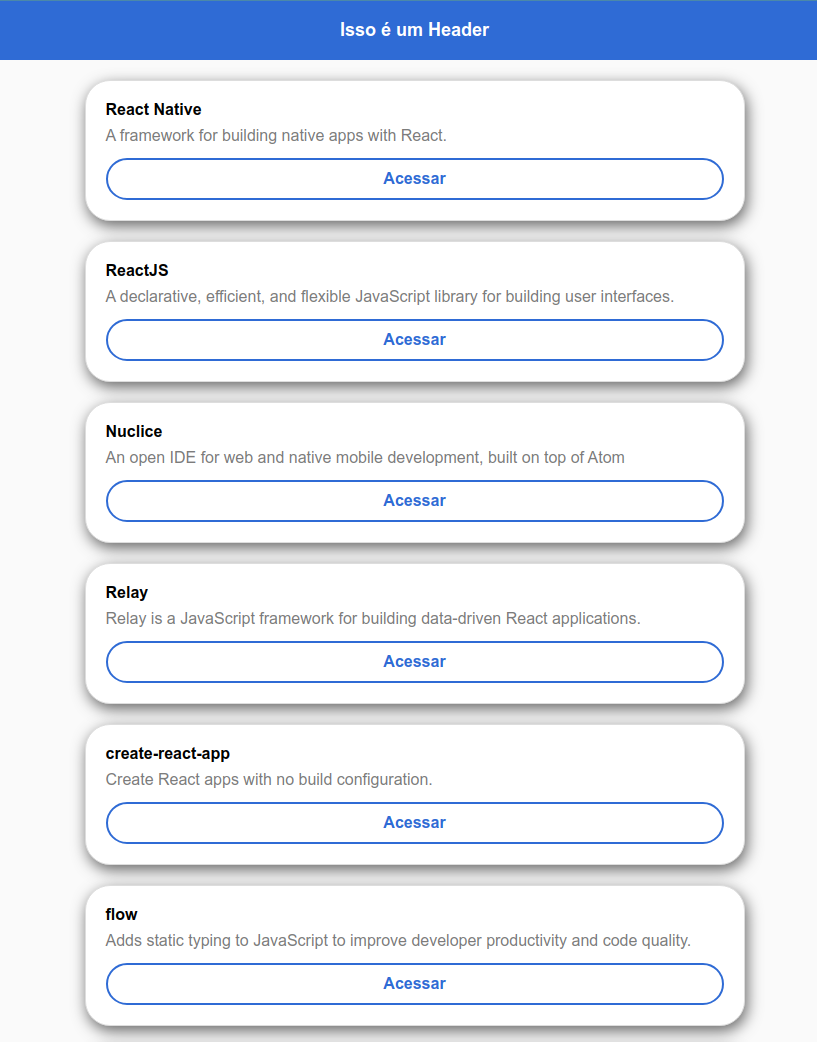 Isso é um Header
React Native
A framework for building native apps with React.
Acessar
ReactJS
A declarative, efficient, and flexible JavaScript library for building user interfaces.
Acessar
Nuclice
An open IDE for web and native mobile development, built on top of Atom
Acessar
Relay
Relay is a JavaScript framework for building data-driven React applications.
Acessar
create-react-app
Create React apps with no build configuration.
Acessar
flow
Adds static typing to JavaScript to improve developer productivity and code quality.
Acessar